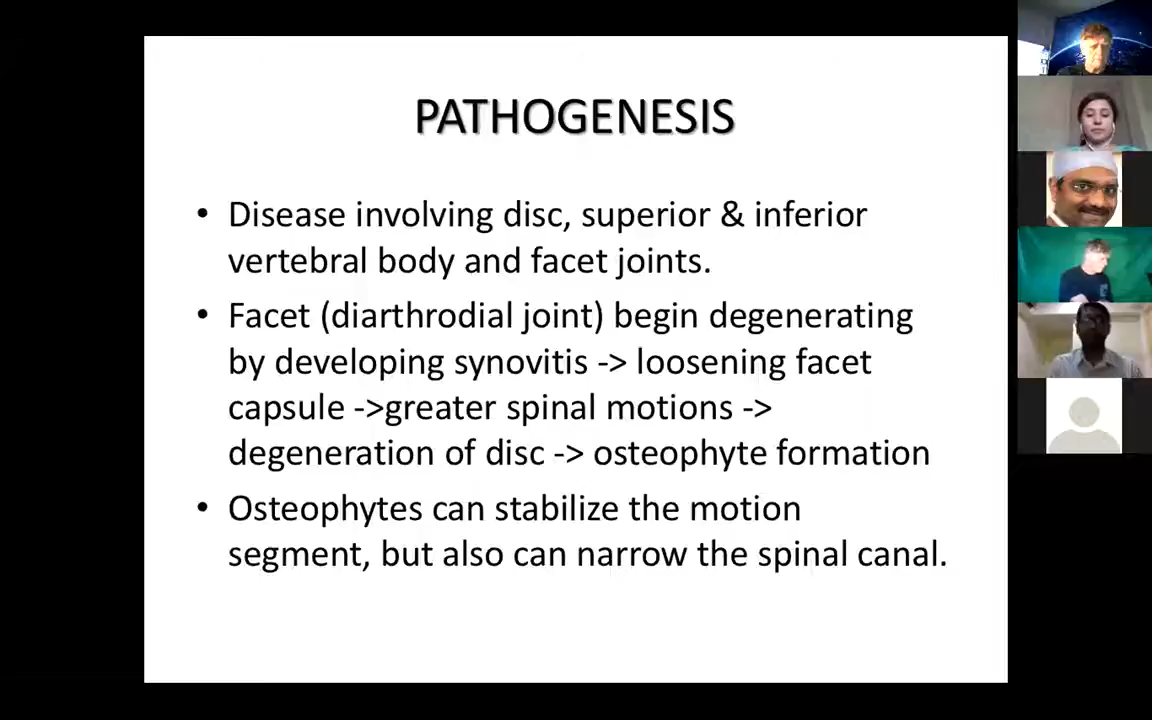 PATHOGENESIS
• Disease involving disc, superior & inferior
vertebral body and facet joints.
• Facet (diarthrodial joint) begin degenerating
by developing synovitis -> loosening facet
capsule ->greater spinal motions ->
degeneration of disc -> osteophyte formation
• Osteophytes can stabilize the motion
segment, but also can narrow the spinal canal.